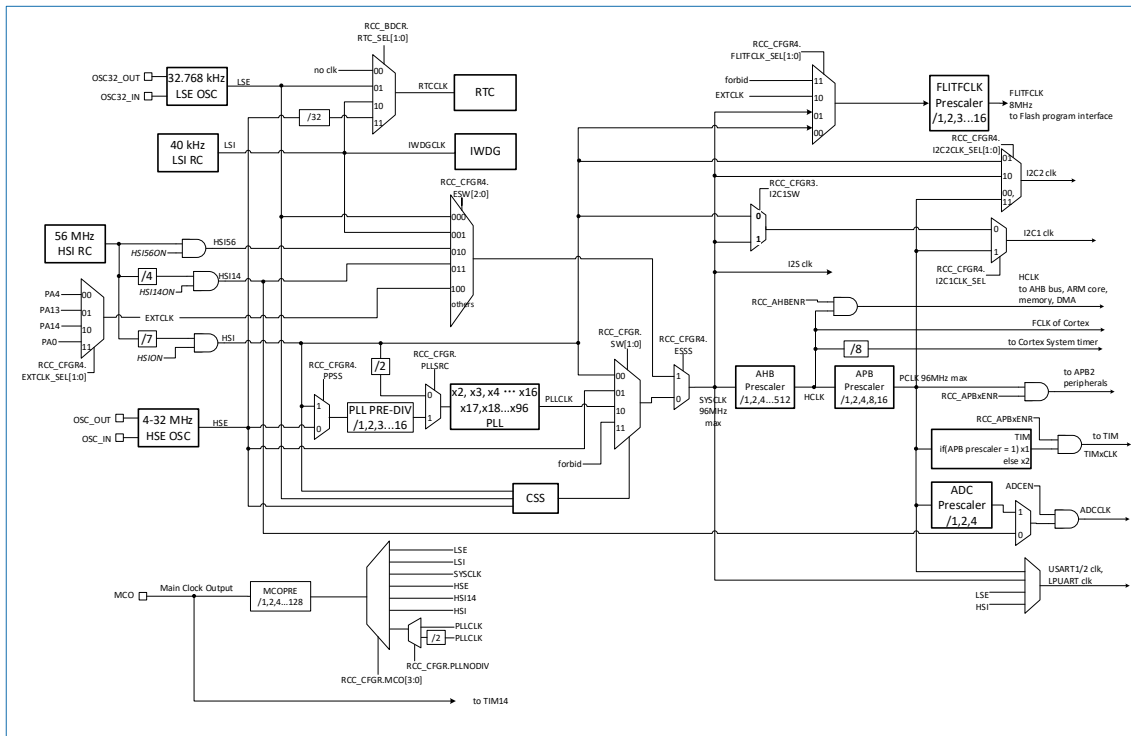 RCC_BDCR.
RTC_SEL[1:0]
no clk
00
01
10
11
OSC32_OUT
OSC32_IN
32.768 kHz
LSE OSC
LSE
RTCCLK
RTC
/32
40 kHz
LSI RC
LSI
IWDGCLK
IWDG
RCC_CFGR4.
FLITFCLK_SEL[1:0]
forbid
EXTCLK
11
10
01
00
FLITFCLK
Prescaler
/1,2,3...16
FLITFCLK
8MHz
to Flash program interface
RCC_CFGR4.
I2C2CLK_SEL[1:0]
01
10
00,
11
I2C2 clk
RCC_CFGR4.
ESW[2:0]
000
001
010
011
100
others
RCC_CFGR3.
I2C1SW
0
1
0
1
I2C1 clk
RCC_CFGR4.
I2C1CLK_SEL
56 MHz
HSI RC
HSI56ON
HSI56
/4
HSI14ON
HSI14
I2S clk
PA4
PA13
PA14
PA0
00
01
10
11
EXTCLK
RCC_CFGR4.
EXTCLK_SEL[1:0]
/7
HSION
HSI
HCLK
to AHB bus, ARM core,
memory, DMA
RCC_AHBENR
FCLK of Cortex
/8
to Cortex System timer
RCC_CFGR4.
PPSS
/2
RCC_CFGR.
PLLSRC
RCC_CFGR.
SW[1:0]
RCC_CFGR4.
ESSS
1
0
PLL PRE-DIV
/1,2,3...16
0
1
x2, x3, x4 ··· x16
x17,x18...x96
PLL
PLLCLK
00
01
10
11
forbid
1
0
SYSCLK
96MHz
max
AHB
Prescaler
/1,2,4...512
HCLK
APB
Prescaler
/1,2,4,8,16
PCLK 96MHz max
to APB2
peripherals
RCC_APBxENR
OSC_OUT
OSC_IN
4-32 MHz
HSE OSC
HSE
CSS
RCC_APBxENR
TIM
if(APB prescaler = 1) x1
else x2
to TIM
TIMxCLK
ADC
Prescaler
/1,2,4
ADCEN
1
0
ADCCLK
USART1/2 clk,
LPUART clk
LSE
HSI
MCO
Main Clock Output
MCOPRE
/1,2,4...128
LSE
LSI
SYSCLK
HSE
HSI14
HSI
PLLCLK
/2
PLLCLK
RCC_CFGR.PLLNODIV
RCC_CFGR.MCO[3:0]
to TIM14